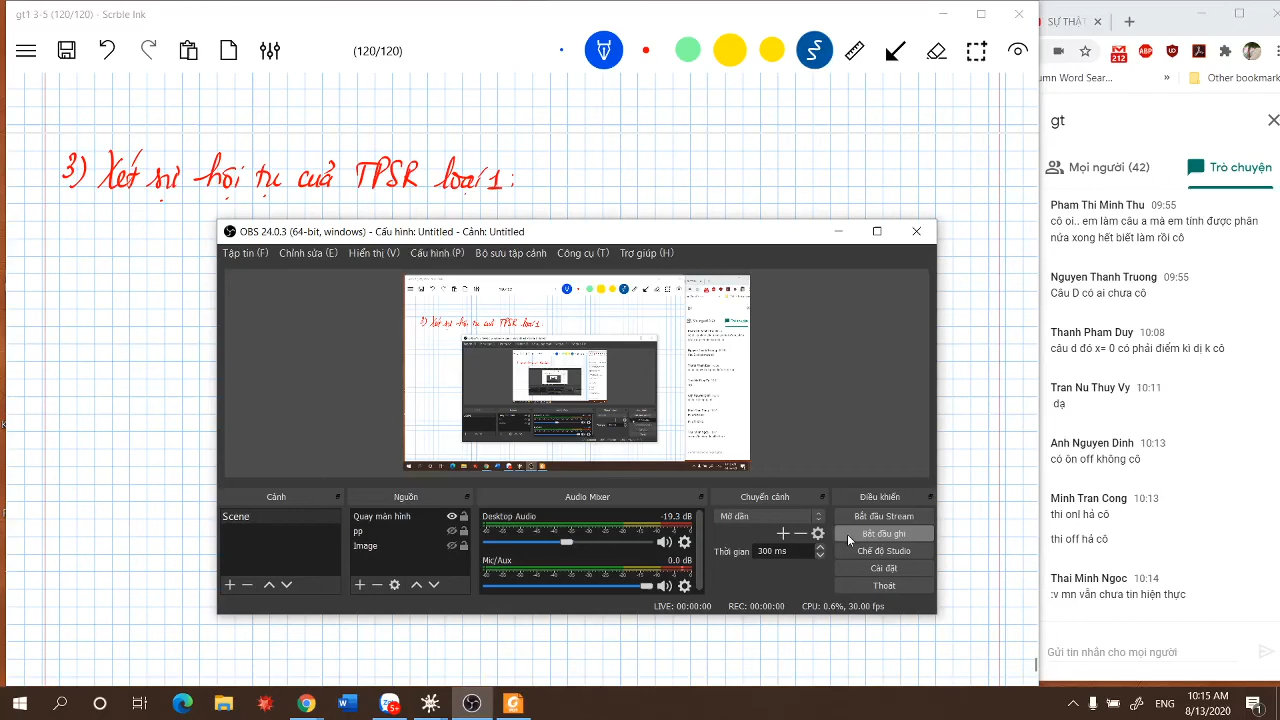 gt1 3-5 (120/120) - Scrble Ink
(120/120)
3) Xét sự hội tụ của TPSR loại 1:
OBS 24.0.3 (64-bit, windows) - Cấu hình: Untitled - Cảnh: Untitled
Tập tin (F) Chỉnh sửa (E) Hiển thị (V) Cấu hình (P) Bộ sưu tập cảnh Công cụ (T) Trợ giúp (H)
Cảnh
Scene
Nguồn
Quay màn hình
pp
Image
Audio Mixer
Desktop Audio -19.3 dB
Mic/Aux 0.0 dB
Chuyển cảnh
Mờ dần
Thời gian 300 ms
Điều khiển
Bắt đầu Stream
Bắt đầu ghi
Chế độ Studio
Cài đặt
Thoát
LIVE: 00:00:00 REC: 00:00:00 CPU: 0.6%, 30.00 fps
SỰ THẬT
212
ABP
umn Word Sear...
» Other bookmark
gt
Mọi người (42) Trò chuyện
Pham Thi Minh Thu 09:55
cô oi.. em làm câu a mà em tính được phân
nứa xong hết biết làm rồi cô
Nguyen Thanh Truong 09:55
Câu D có ai chưa cô
Thanh Pham Duy 10:08
câu d đó x= 0 có phải điểm kì dị k cô
Tran Nu Thuy Vy 10:11
dạ
Anh Nguyen Dinh 10:13
có ôn off không cô
Minh Tran Cong 10:13
thi onl hả cô
thi off hả cô
Thai Minh Ngoc 10:14
:v mn vẫn chưa tin hiện thực
Gửi tin nhắn cho mọi người
5+
10:15 AM
8/13/2020